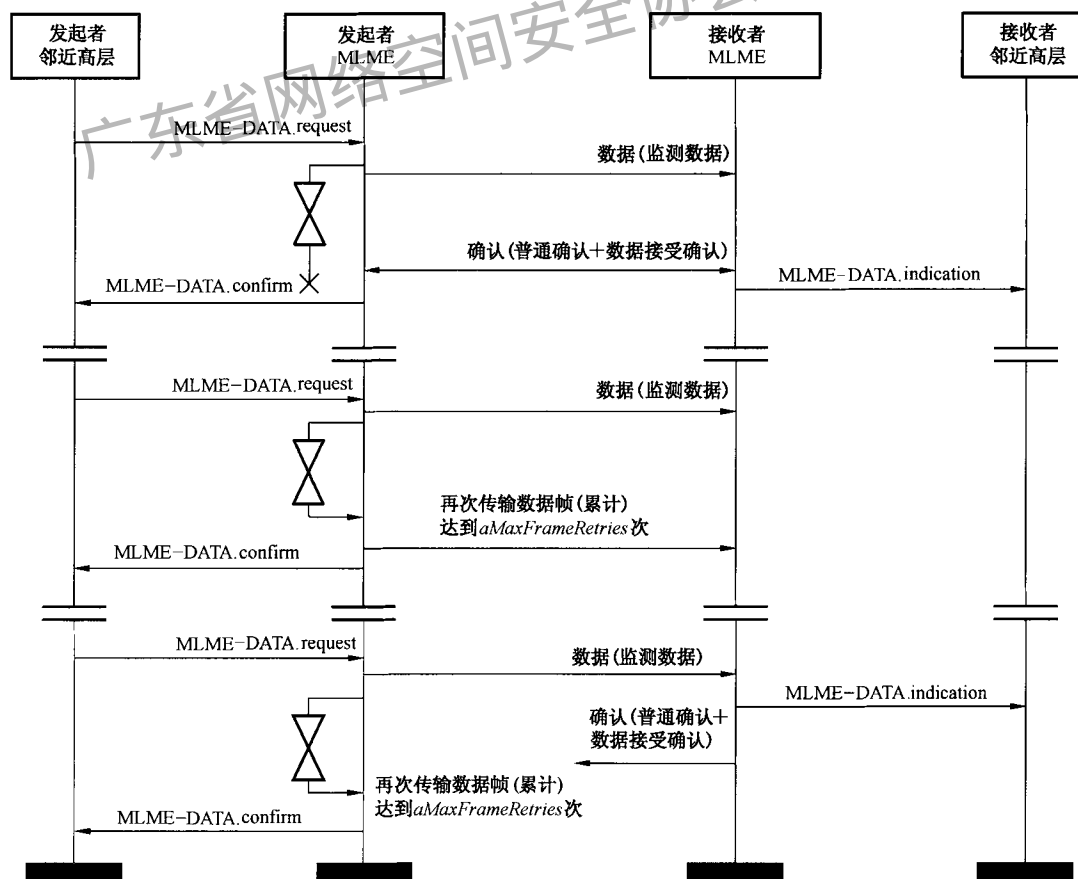 发起者
邻近高层
发起者
MLME
接收者
MLME
接收者
邻近高层
广东省网络空间安全协
MLME-DATA.request
数据(监测数据)
确认(普通确认+数据接受确认)
MLME-DATA.confirm
MLME-DATA.indication
MLME-DATA.request
数据(监测数据)
再次传输数据帧(累计)
达到aMaxFrameRetries次
MLME-DATA.confirm
MLME-DATA.request
数据(监测数据)
MLME-DATA.indication
确认(普通确认+
数据接受确认)
再次传输数据帧(累计)
达到aMaxFrameRetries次
MLME-DATA.confirm